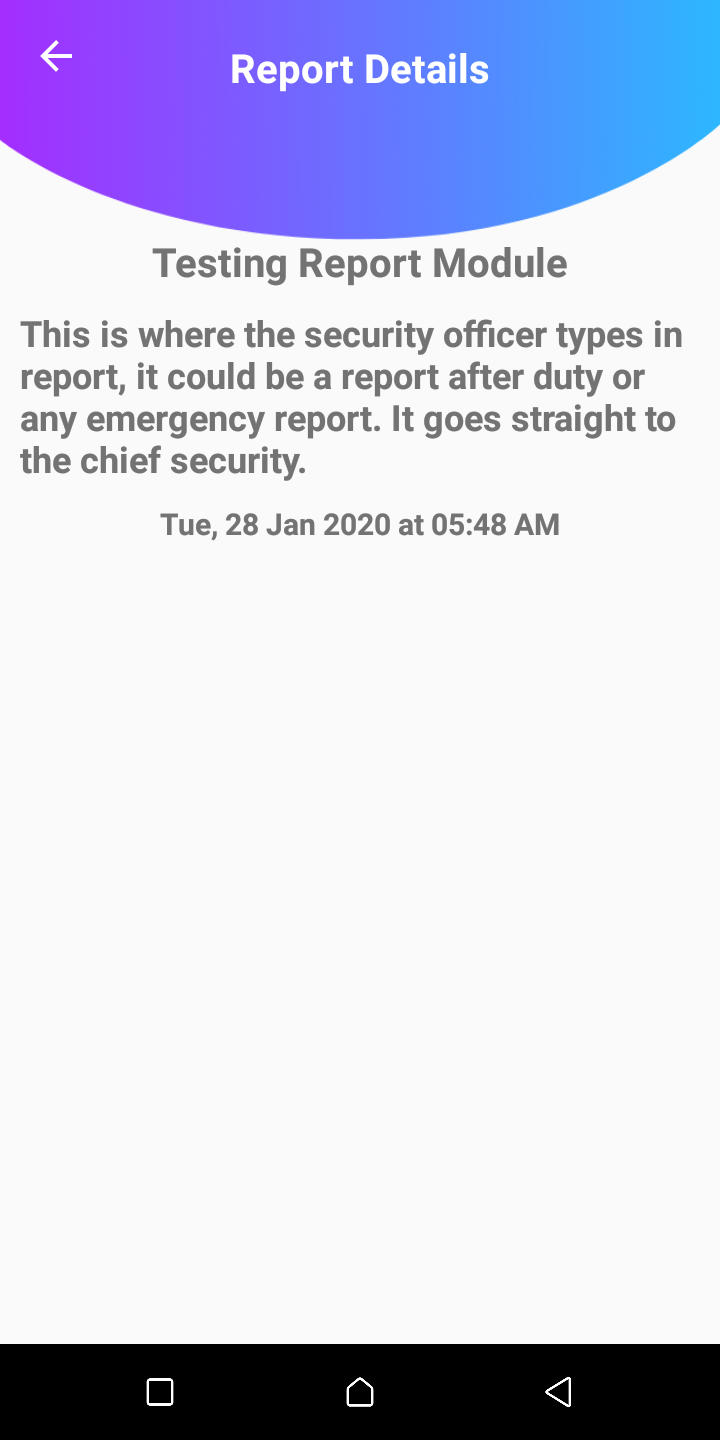 Report Details
Testing Report Module
This is where the security officer types in
report, it could be a report after duty or
any emergency report. It goes straight to
the chief security.
Tue, 28 Jan 2020 at 05:48 AM